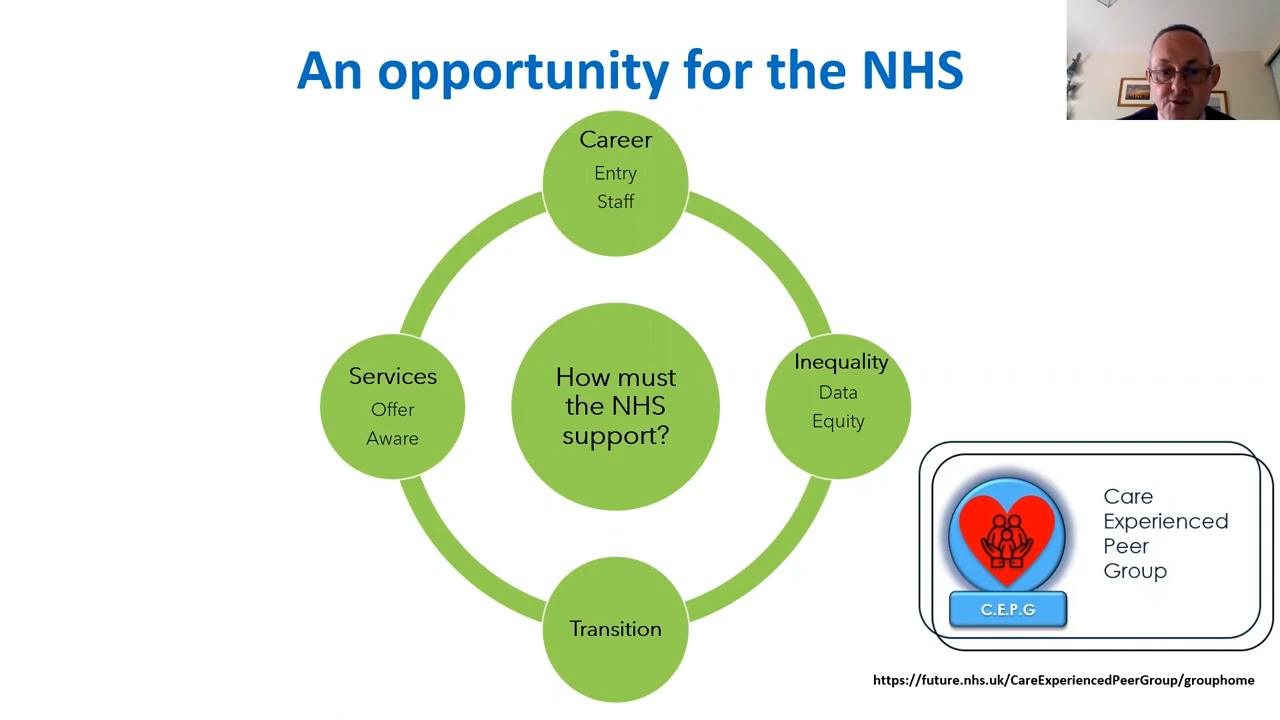 An opportunity for the NHS
Career
Entry
Staff
Services
Offer
Aware
How must
the NHS
support?
Inequality
Data
Equity
Transition
Care
Experienced
Peer
Group
C.E.P.G
https://future.nhs.uk/CareExperiencedPeerGroup/grouphome